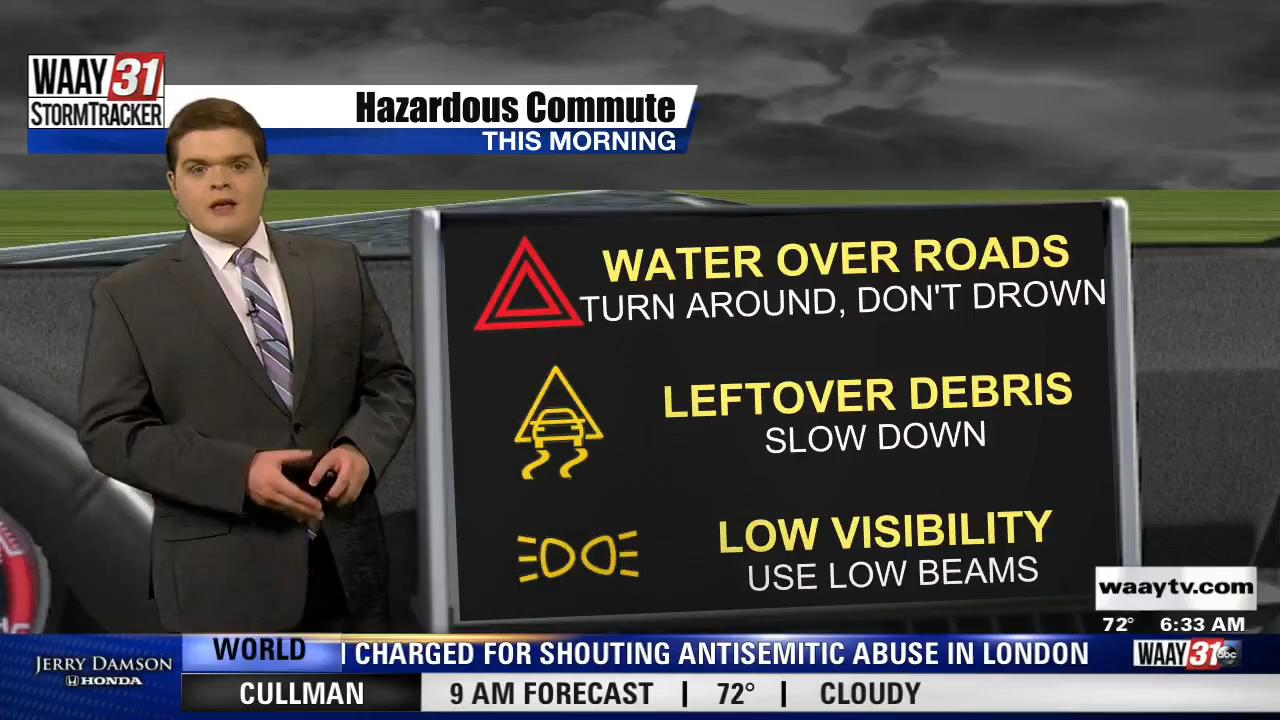 WAAY 31
STORMTRACKER
Hazardous Commute
THIS MORNING
WATER OVER ROADS
TURN AROUND, DON'T DROWN
LEFTOVER DEBRIS
SLOW DOWN
LOW VISIBILITY
USE LOW BEAMS
waaytv.com
72° 6:33 AM
JERRY DAMSON
HONDA
WORLD
CHARGED FOR SHOUTING ANTISEMITIC ABUSE IN LONDON
WAAY 31 abc
CULLMAN
9 AM FORECAST | 72° | CLOUDY